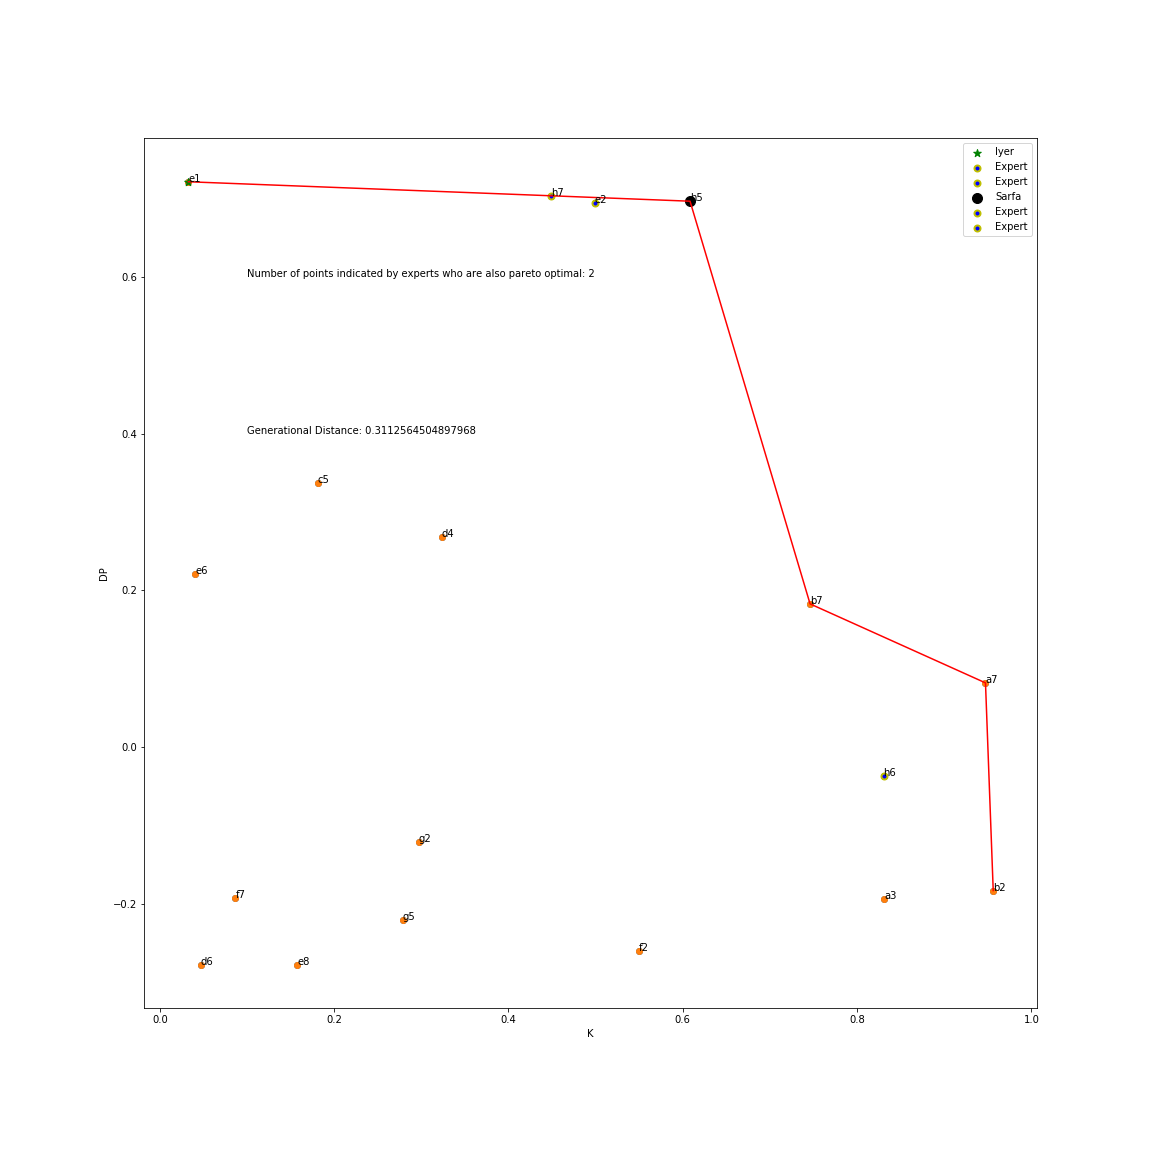 Iyer
Expert
Expert
Sarfa
Expert
Expert
e1
h7
e2
h5
Number of points indicated by experts who are also pareto optimal: 2
Generational Distance: 0.3112564504897968
c5
d4
e6
b7
a7
h6
g2
b2
f7
a3
g5
f2
d6
e8
0.6
0.4
0.2
0.0
−0.2
DP
0.0
0.2
0.4
0.6
0.8
1.0
K